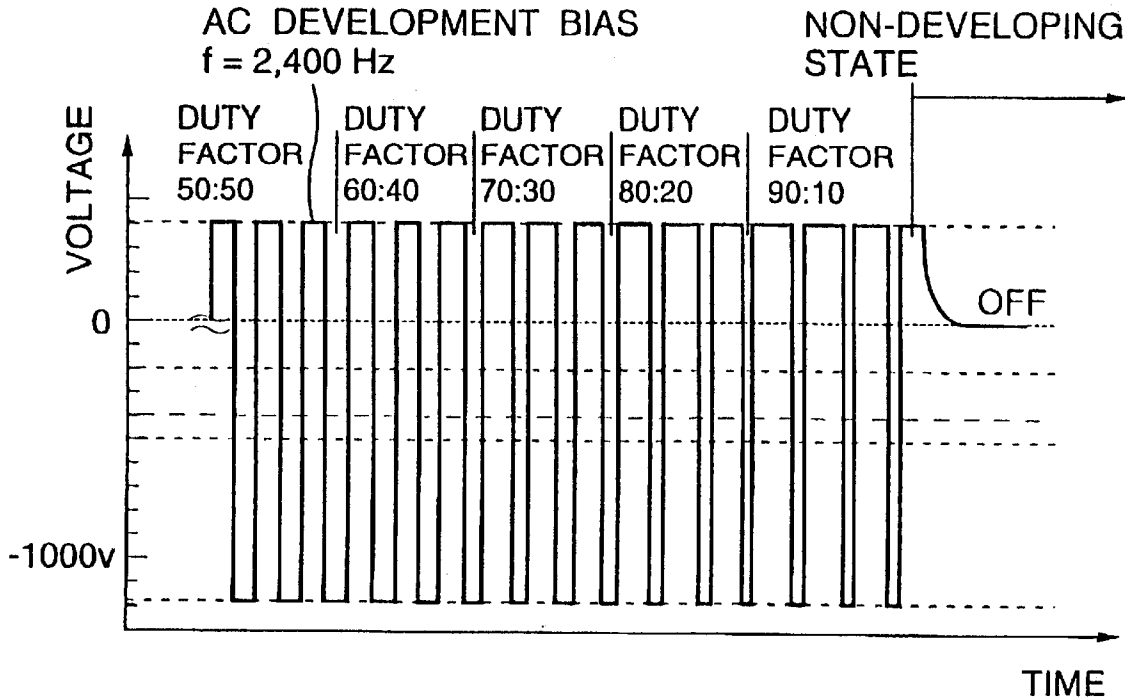 AC DEVELOPMENT BIAS
f = 2,400 Hz
NON-DEVELOPING
STATE
DUTY
FACTOR
50:50
DUTY
FACTOR
60:40
DUTY
FACTOR
70:30
DUTY
FACTOR
80:20
DUTY
FACTOR
90:10
VOLTAGE
0
OFF
-1000v
TIME